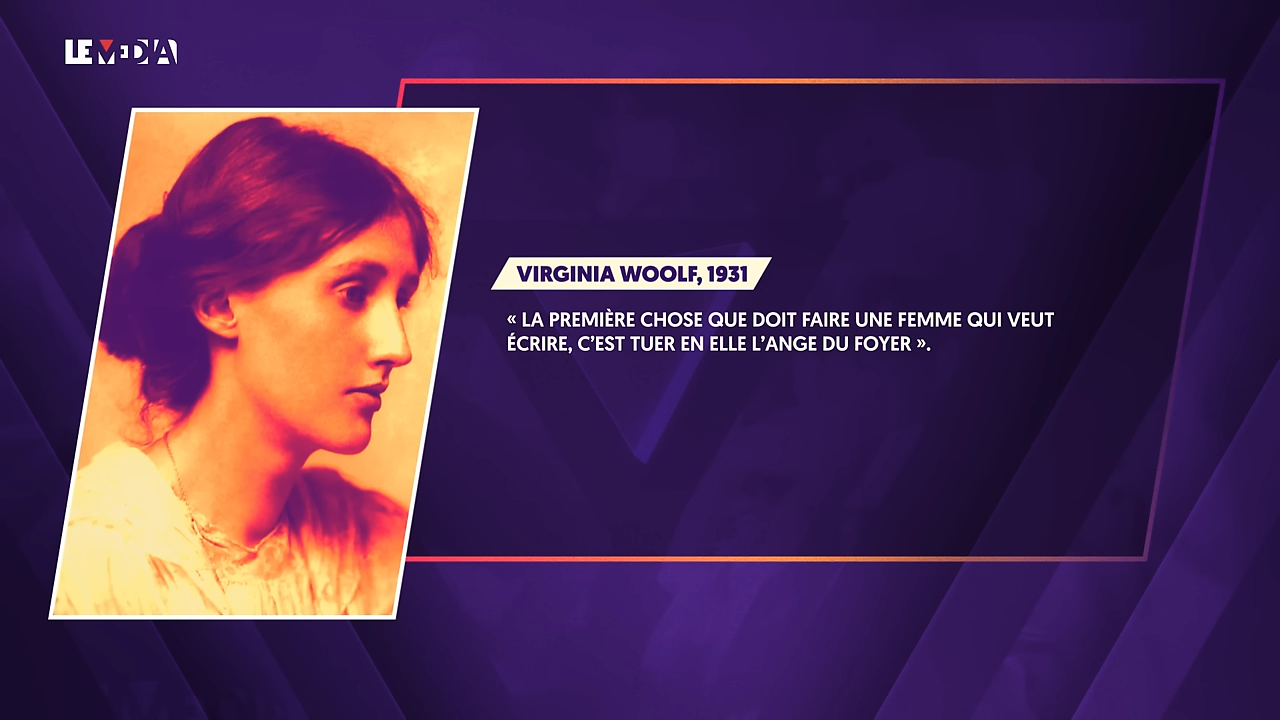 LE MEDIA
VIRGINIA WOOLF, 1931
« LA PREMIÈRE CHOSE QUE DOIT FAIRE UNE FEMME QUI VEUT
ÉCRIRE, C’EST TUER EN ELLE L’ANGE DU FOYER ».